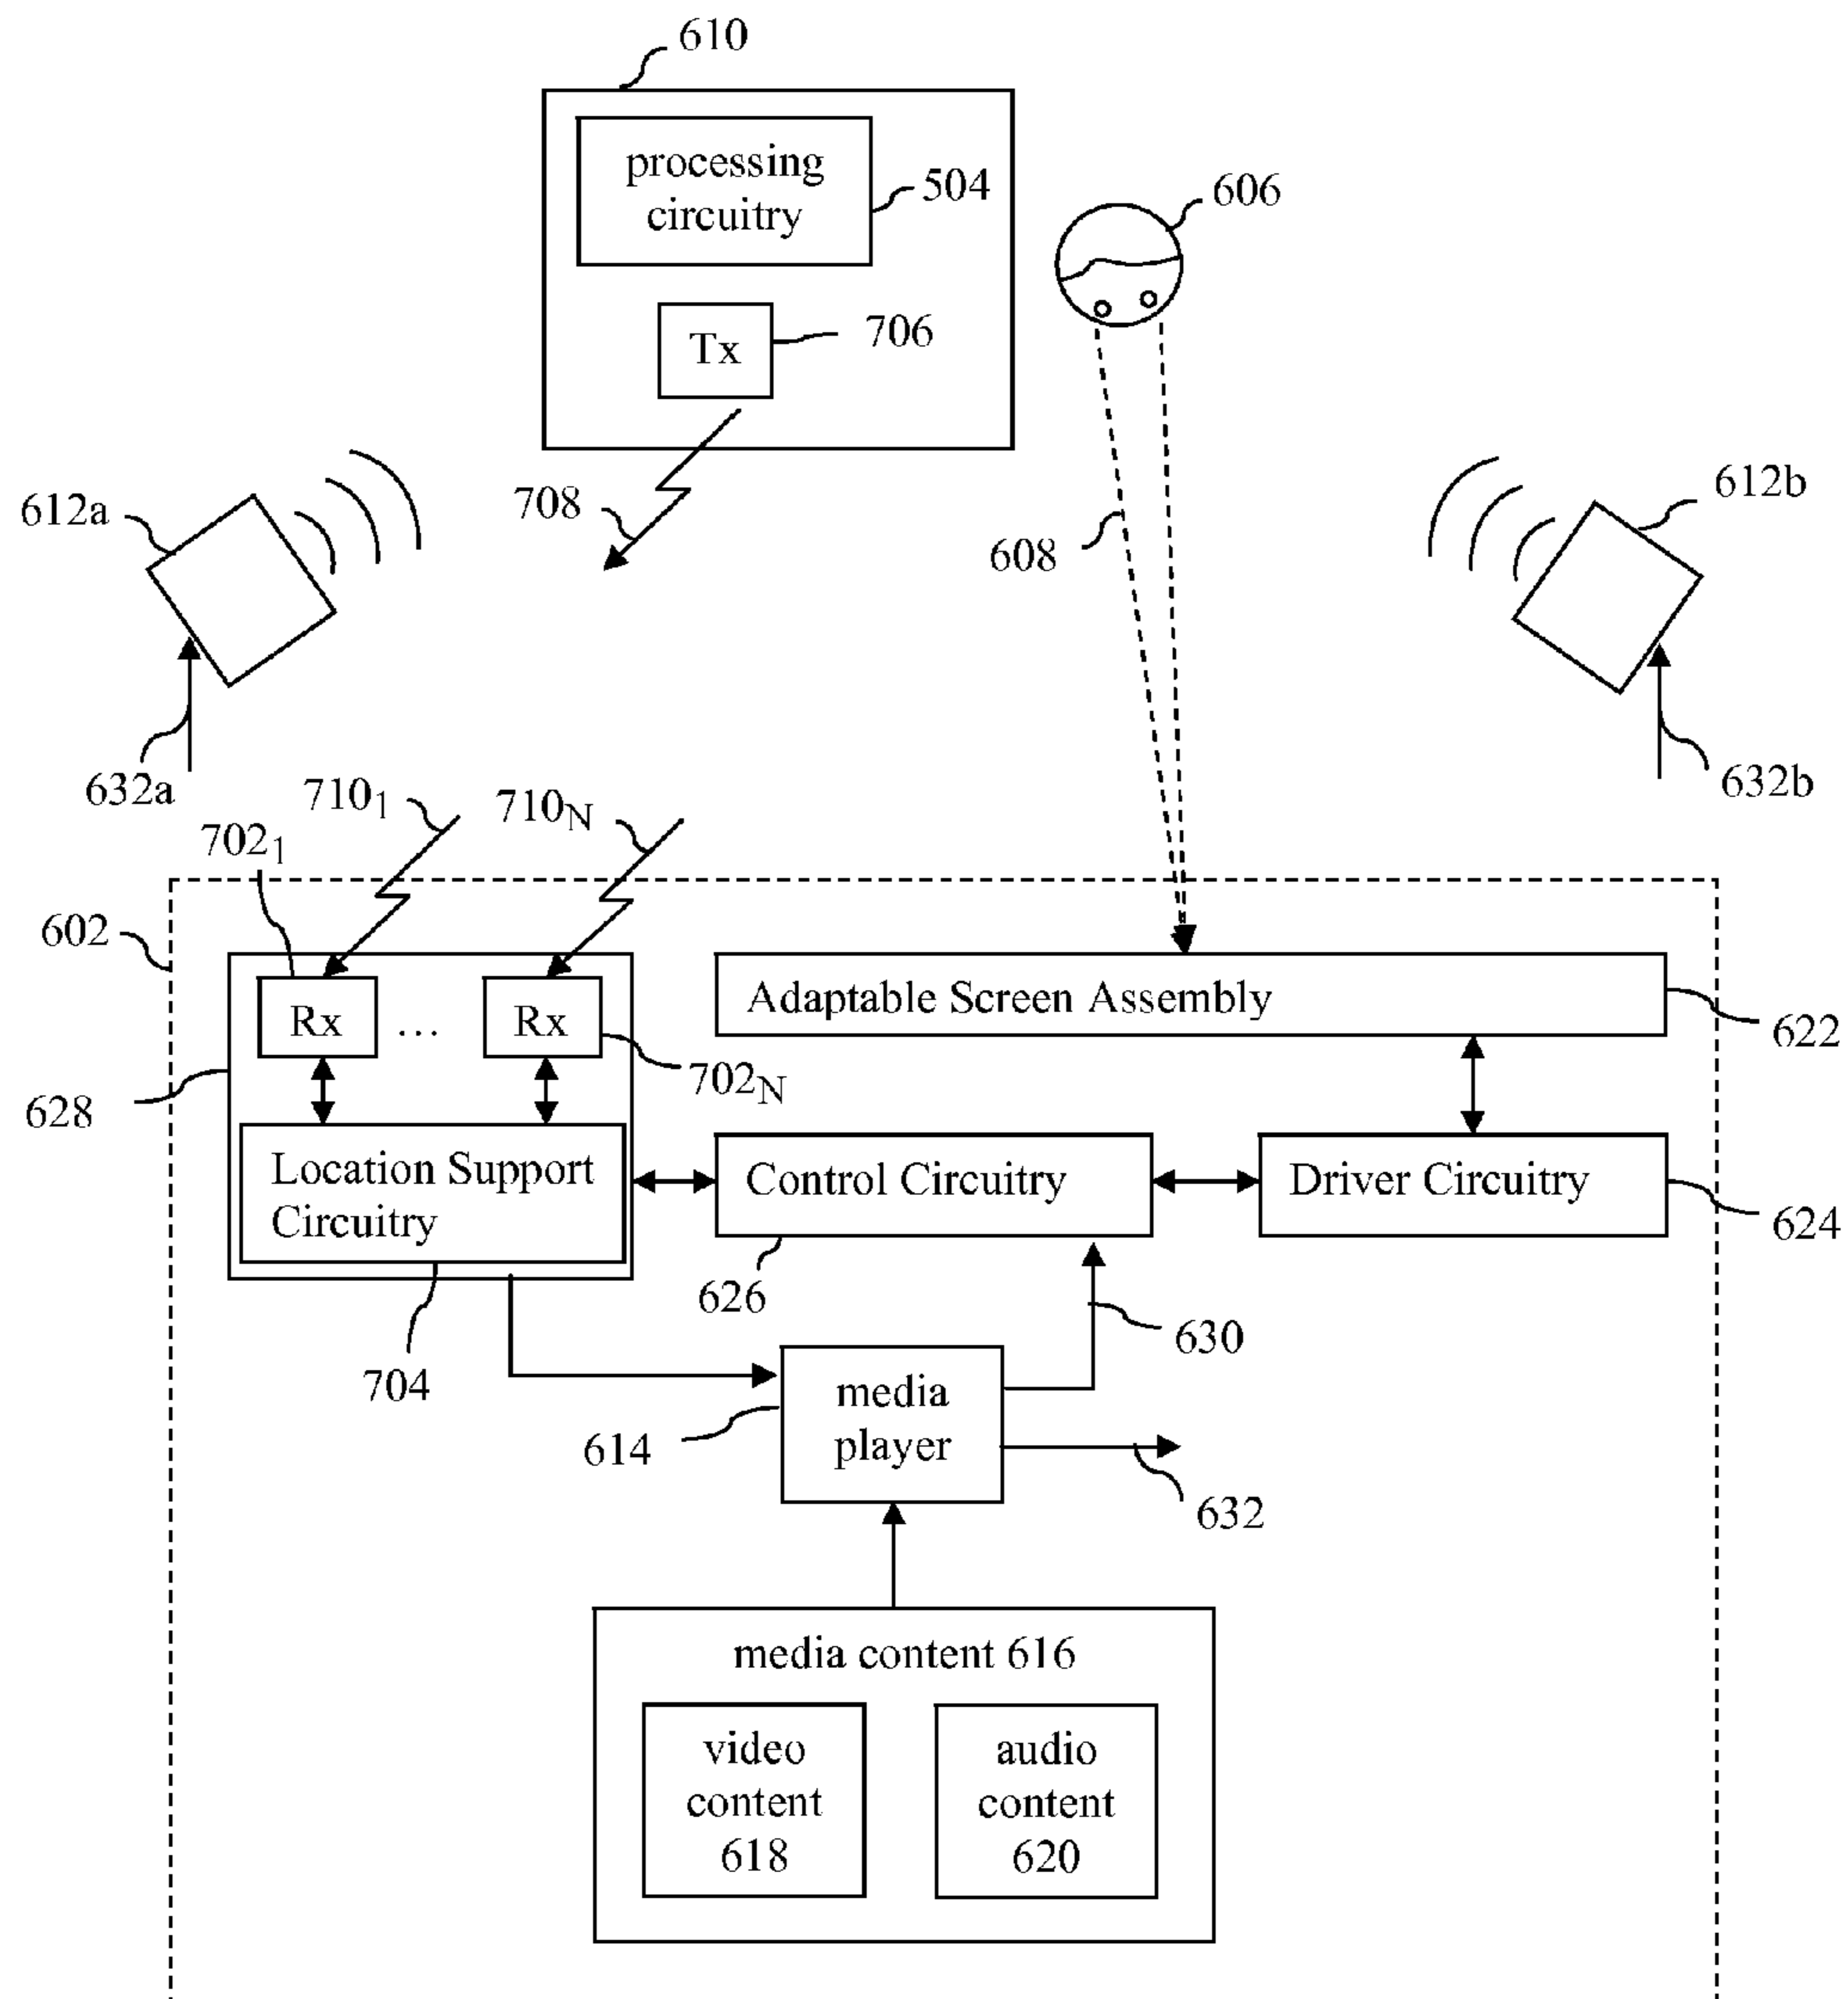 610
processing
circuitry
504
606
Tx
706
612a
708
612b
608
632a
710₁
710N
632b
702₁
602
Rx
...
Rx
Adaptable Screen Assembly
622
702N
628
Location Support
Circuitry
Control Circuitry
Driver Circuitry
624
626
630
704
media
player
614
632
media content 616
video
content
618
audio
content
620